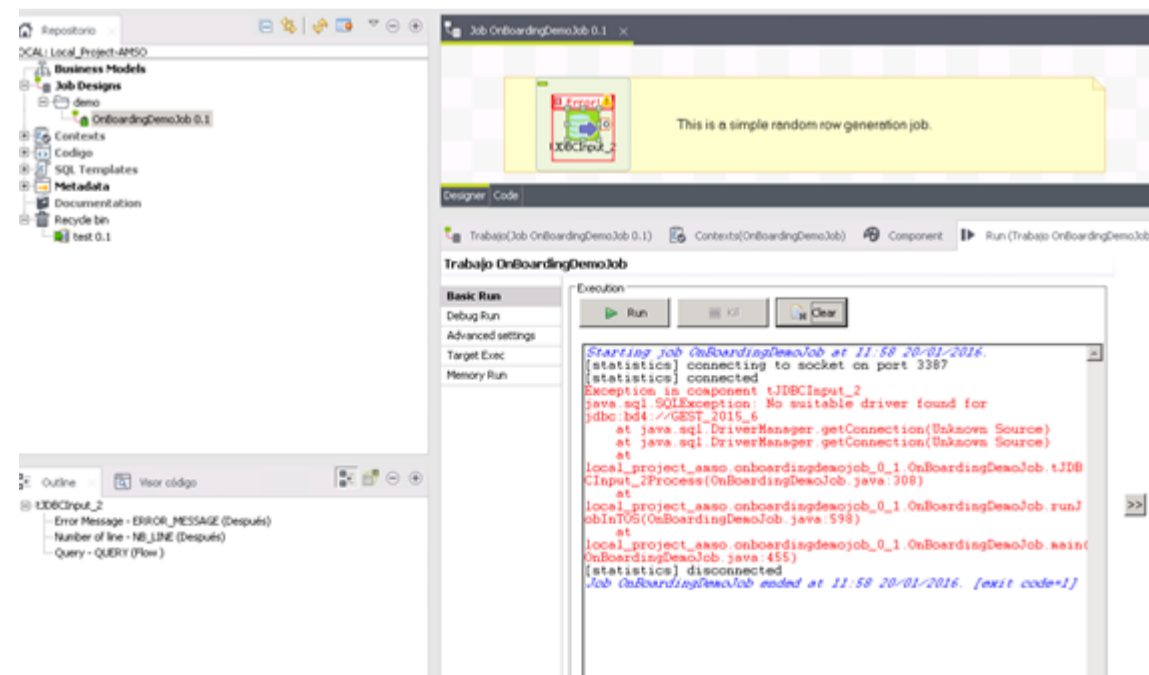 Repositorio
OCAL: Local_Project-AMSO
Business Models
Job Designs
demo
OnBoardingDemoJob 0.1
Contexts
Codigo
SQL Templates
Metadata
Documentation
Recycle bin
test 0.1
Job OnBoardingDemoJob 0.1
Error!
tJDBCInput_2
This is a simple random row generation job.
Designer Code
Trabajo(Job OnBoardingDemoJob 0.1) Contexts(OnBoardingDemoJob) Component Run (Trabajo OnBoardingDemoJob
Trabajo OnBoardingDemoJob
Basic Run
Debug Run
Advanced settings
Target Exec
Memory Run
Execution
Run Kill Clear
Starting job OnBoardingDemoJob at 11:58 20/01/2016.
[statistics] connecting to socket on port 3387
[statistics] connected
Exception in component tJDBCInput_2
java.sql.SQLException: No suitable driver found for
jdbc:bd4://GEST_2015_6
at java.sql.DriverManager.getConnection(Unknown Source)
at java.sql.DriverManager.getConnection(Unknown Source)
at
local_project_amso.onboardingdemojob_0_1.OnBoardingDemoJob.tJDB
CInput_2Process(OnBoardingDemoJob.java:308)
at
local_project_amso.onboardingdemojob_0_1.OnBoardingDemoJob.runJ
obInTOS(OnBoardingDemoJob.java:598)
at
local_project_amso.onboardingdemojob_0_1.OnBoardingDemoJob.main(
OnBoardingDemoJob.java:455)
[statistics] disconnected
Job OnBoardingDemoJob ended at 11:58 20/01/2016. [exit code=1]
>>
Outline Visor código
tJDBCInput_2
Error Message - ERROR_MESSAGE (Después)
Number of line - NB_LINE (Después)
Query - QUERY (Flow )